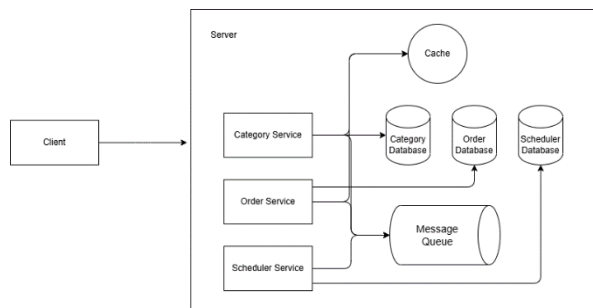 Server
Cache
Client
Category Service
Category
Database
Order
Database
Scheduler
Database
Order Service
Message
Queue
Scheduler Service